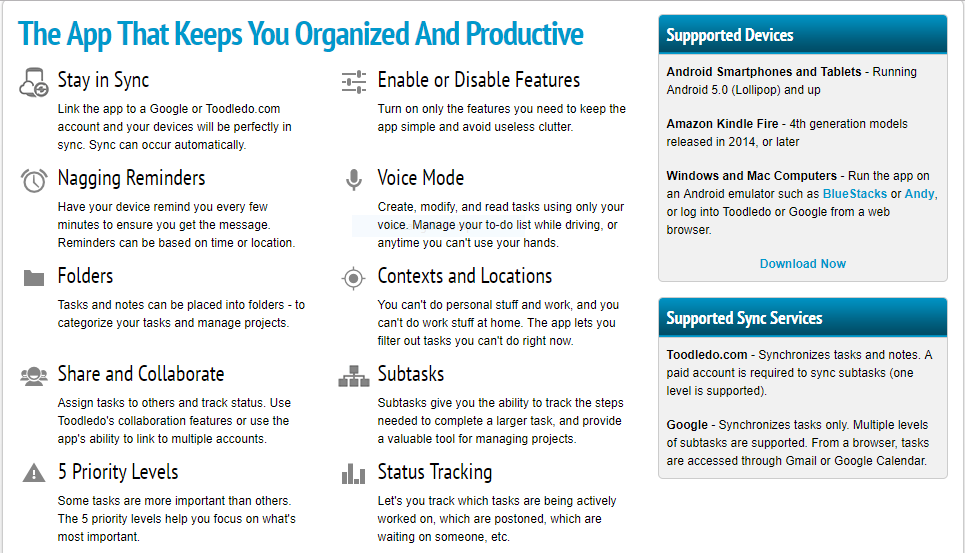 The App That Keeps You Organized And Productive
Stay in Sync
Link the app to a Google or Toodledo.com
account and your devices will be perfectly in
sync. Sync can occur automatically.
Enable or Disable Features
Turn on only the features you need to keep the
app simple and avoid useless clutter.
Nagging Reminders
Have your device remind you every few
minutes to ensure you get the message.
Reminders can be based on time or location.
Voice Mode
Create, modify, and read tasks using only your
voice. Manage your to-do list while driving, or
anytime you can't use your hands.
Folders
Tasks and notes can be placed into folders - to
categorize your tasks and manage projects.
Contexts and Locations
You can't do personal stuff and work, and you
can't do work stuff at home. The app lets you
filter out tasks you can't do right now.
Share and Collaborate
Assign tasks to others and track status. Use
Toodledo's collaboration features or use the
app's ability to link to multiple accounts.
Subtasks
Subtasks give you the ability to track the steps
needed to complete a larger task, and provide
a valuable tool for managing projects.
5 Priority Levels
Some tasks are more important than others.
The 5 priority levels help you focus on what's
most important.
Status Tracking
Let's you track which tasks are being actively
worked on, which are postoned, which are
waiting on someone, etc.
Suppported Devices
Android Smartphones and Tablets - Running
Android 5.0 (Lollipop) and up
Amazon Kindle Fire - 4th generation models
released in 2014, or later
Windows and Mac Computers - Run the app on
an Android emulator such as BlueStacks or Andy,
or log into Toodledo or Google from a web
browser.
Download Now
Supported Sync Services
Toodledo.com - Synchronizes tasks and notes. A
paid account is required to sync subtasks (one
level is supported).
Google - Synchronizes tasks only. Multiple levels
of subtasks are supported. From a browser, tasks
are accessed through Gmail or Google Calendar.